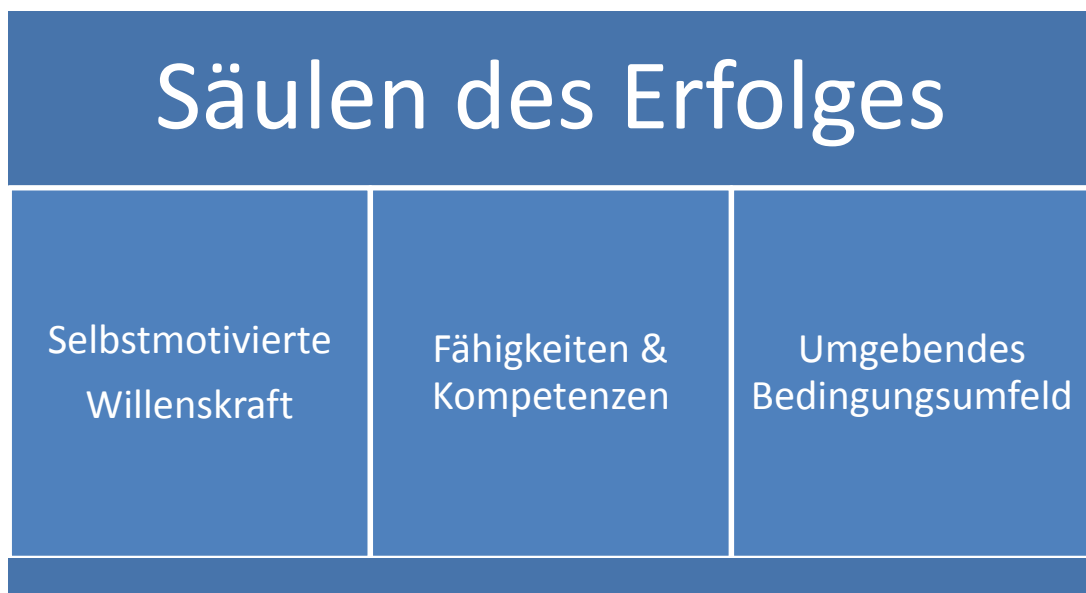 Säulen des Erfolges
Selbstmotivierte
Willenskraft
Fähigkeiten &
Kompetenzen
Umgebendes
Bedingungsumfeld